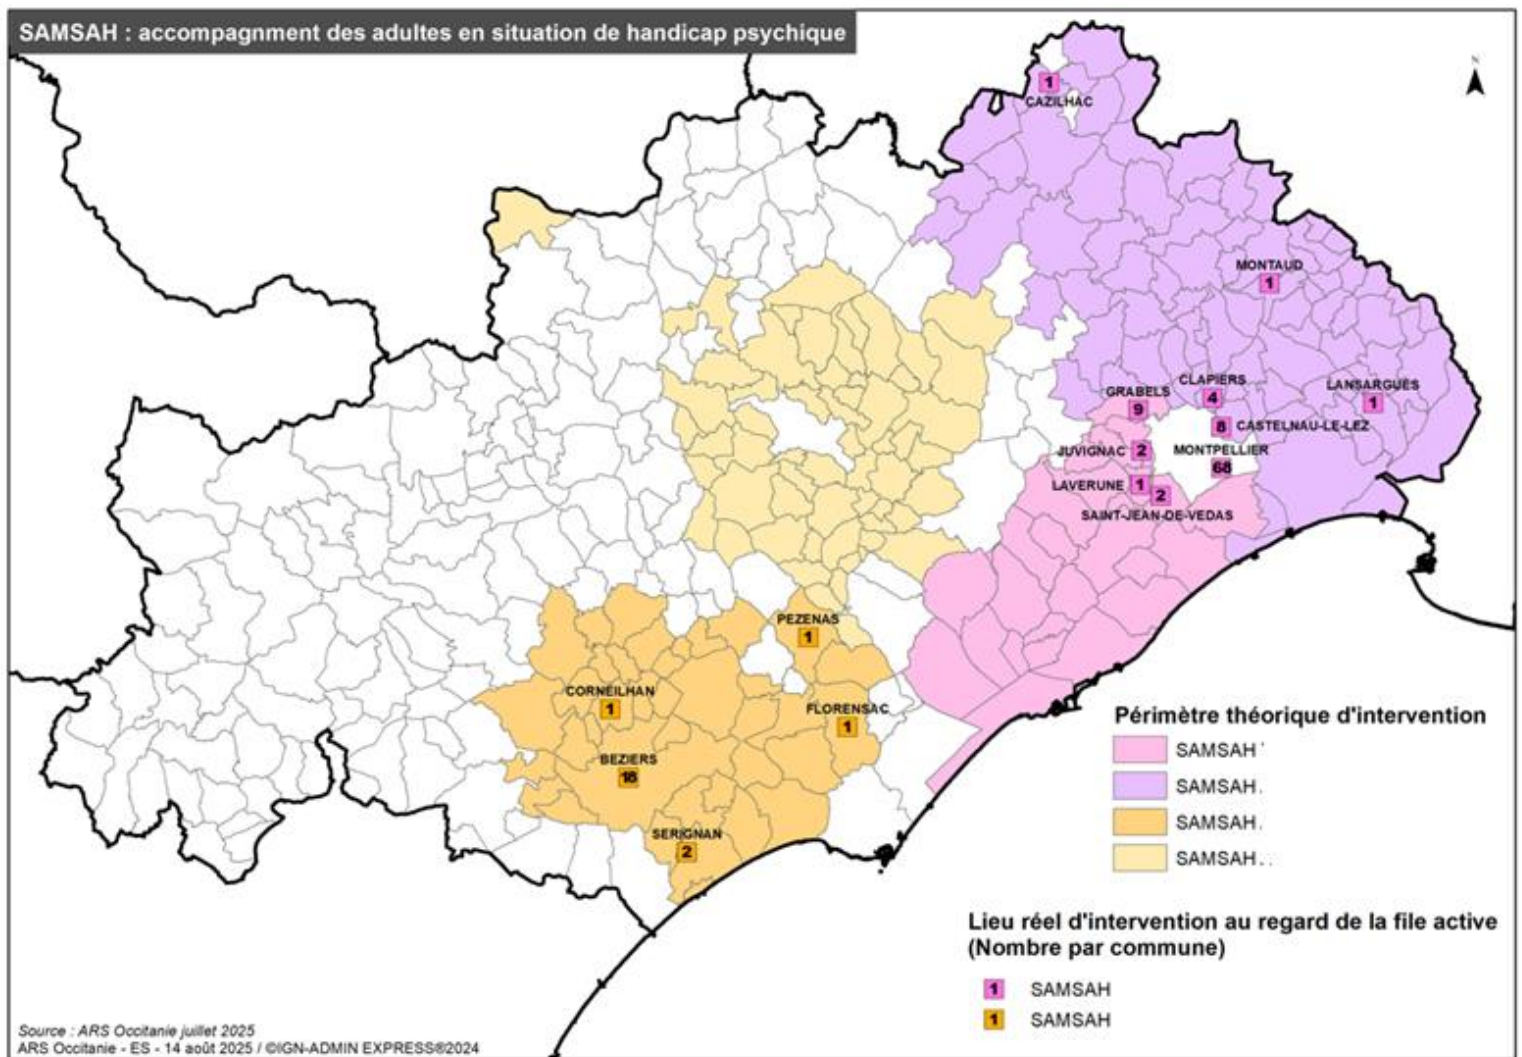 SAMSAH : accompagnment des adultes en situation de handicap psychique
N
1
CAZILHAC
MONTAUD
1
GRABELS
9
CLAPIERS
4
LANSARGUES
1
8 CASTELNAU-LE-LEZ
JUVIGNAC 2
MONTPELLIER
68
LAVERUNE 1
2
SAINT-JEAN-DE-VEDAS
PEZENAS
1
CORNEILHAN
1
FLORENSAC
1
BEZIERS
18
SERIGNAN
2
Périmètre théorique d'intervention
SAMSAH
SAMSAH
SAMSAH
SAMSAH
Lieu réel d'intervention au regard de la file active
(Nombre par commune)
1 SAMSAH
1 SAMSAH
Source : ARS Occitanie juillet 2025
ARS Occitanie - ES - 14 août 2025 / ©IGN-ADMIN EXPRESS®2024